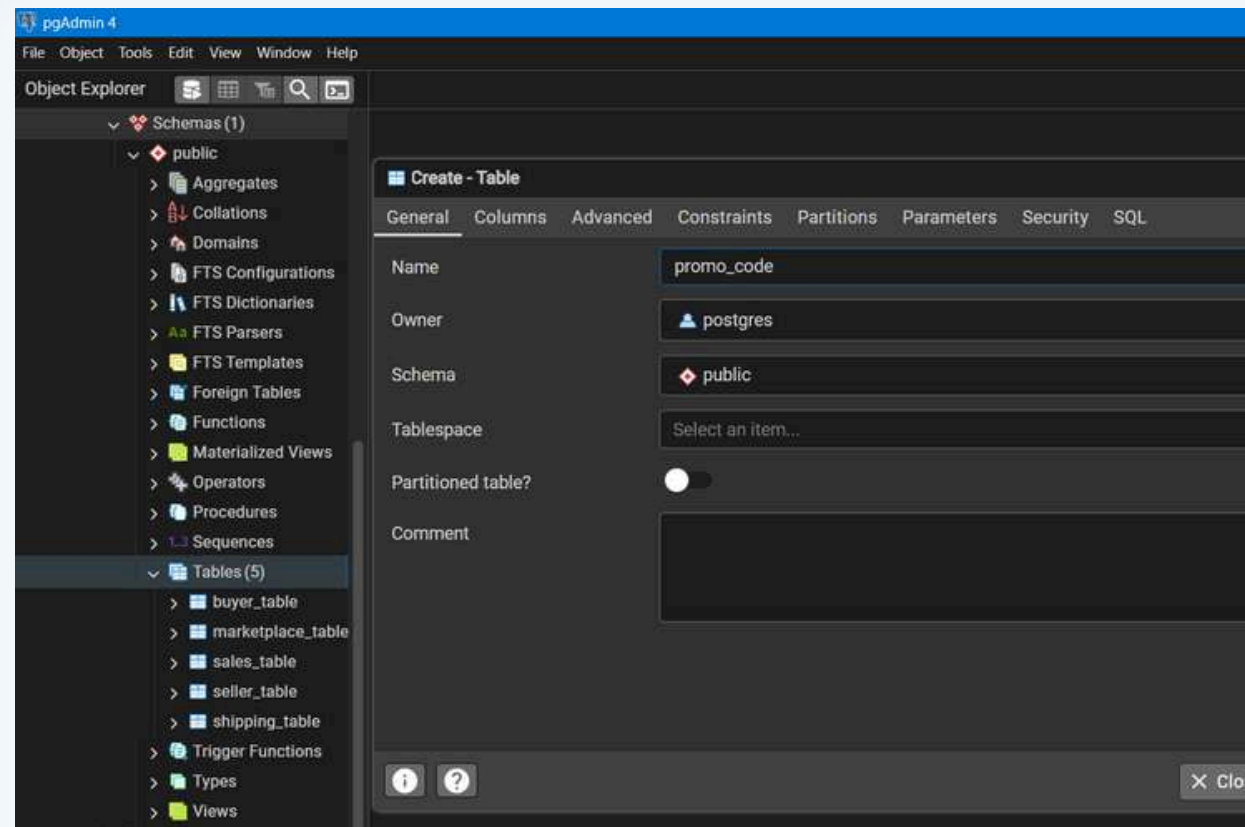 pgAdmin 4
File Object Tools Edit View Window Help
Object Explorer
Schemas (1)
public
Aggregates
Collations
Domains
FTS Configurations
FTS Dictionaries
Aa FTS Parsers
FTS Templates
Foreign Tables
Functions
Materialized Views
Operators
Procedures
1..3 Sequences
Tables (5)
buyer_table
marketplace_table
sales_table
seller_table
shipping_table
Trigger Functions
Types
Views
Create - Table
General Columns Advanced Constraints Partitions Parameters Security SQL
Name promo_code
Owner postgres
Schema public
Tablespace Select an item...
Partitioned table?
Comment
Clo